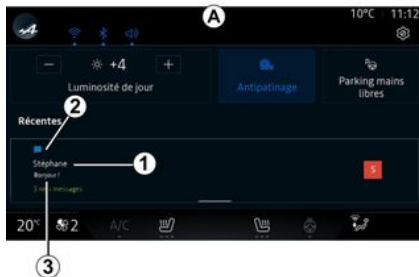 A
10°C 11:12
+4
Luminosité de jour
Antipatinage
Parking mains
libres
Récentes
2
Stéphane
1
Bonjour !
messages
S
20°C
2
A/C
3